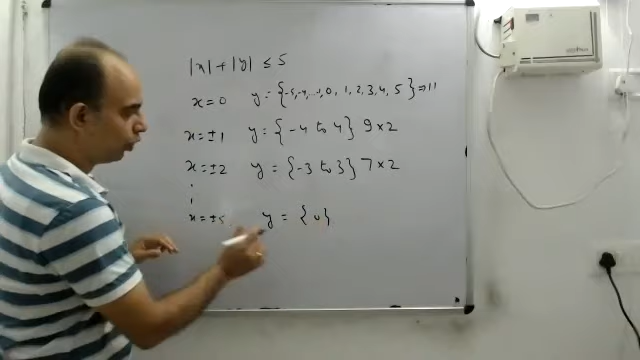 |x| + |y| ≤ 5
x = 0 y = {-5, -4, ..., 0, 1, 2, 3, 4, 5} ⇒ 11
x = ±1 y = {-4 to 4} 9 × 2
x = ±2 y = {-3 to 3} 7 × 2
⋮
x = ±5 y = {0}